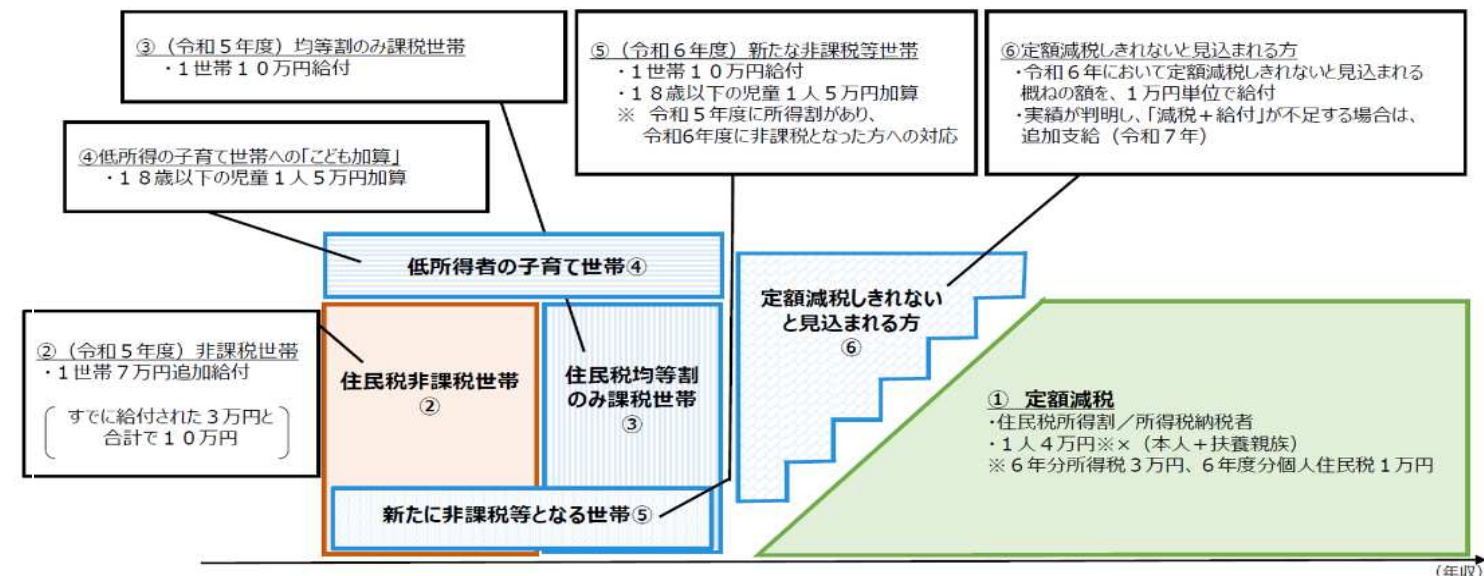 ③（令和５年度）均等割のみ課税世帯
・１世帯１０万円給付
⑤（令和６年度）新たな非課税等世帯
・１世帯１０万円給付
・１８歳以下の児童１人５万円加算
※ 令和５年度に所得割があり、
令和6年度に非課税となった方への対応
⑥定額減税しきれないと見込まれる方
・令和６年において定額減税しきれないと見込まれる
概ねの額を、１万円単位で給付
・実績が判明し、「減税＋給付」が不足する場合は、
追加支給（令和７年）
④低所得の子育て世帯への「こども加算」
・１８歳以下の児童１人５万円加算
低所得者の子育て世帯④
定額減税しきれない
と見込まれる方
⑥
②（令和５年度）非課税世帯
・１世帯７万円追加給付
すでに給付された３万円と
合計で１０万円
住民税非課税世帯
②
住民税均等割
のみ課税世帯
③
① 定額減税
・住民税所得割／所得税納税者
・１人４万円※×（本人＋扶養親族）
※６年分所得税３万円、６年度分個人住民税１万円
新たに非課税等となる世帯⑤
（年収）